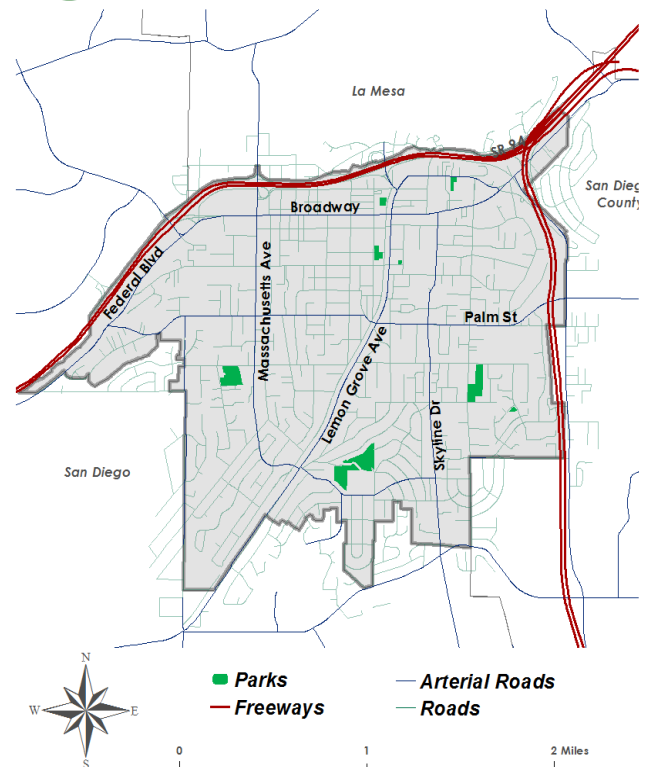 La Mesa
SR 94
San Dieg
County
Broadway
Federal Blvd
Massachusetts Ave
Palm St
Lemon Grove Ave
Skyline Dr
San Diego
N
W
E
S
Parks
Freeways
Arterial Roads
Roads
0
1
2 Miles